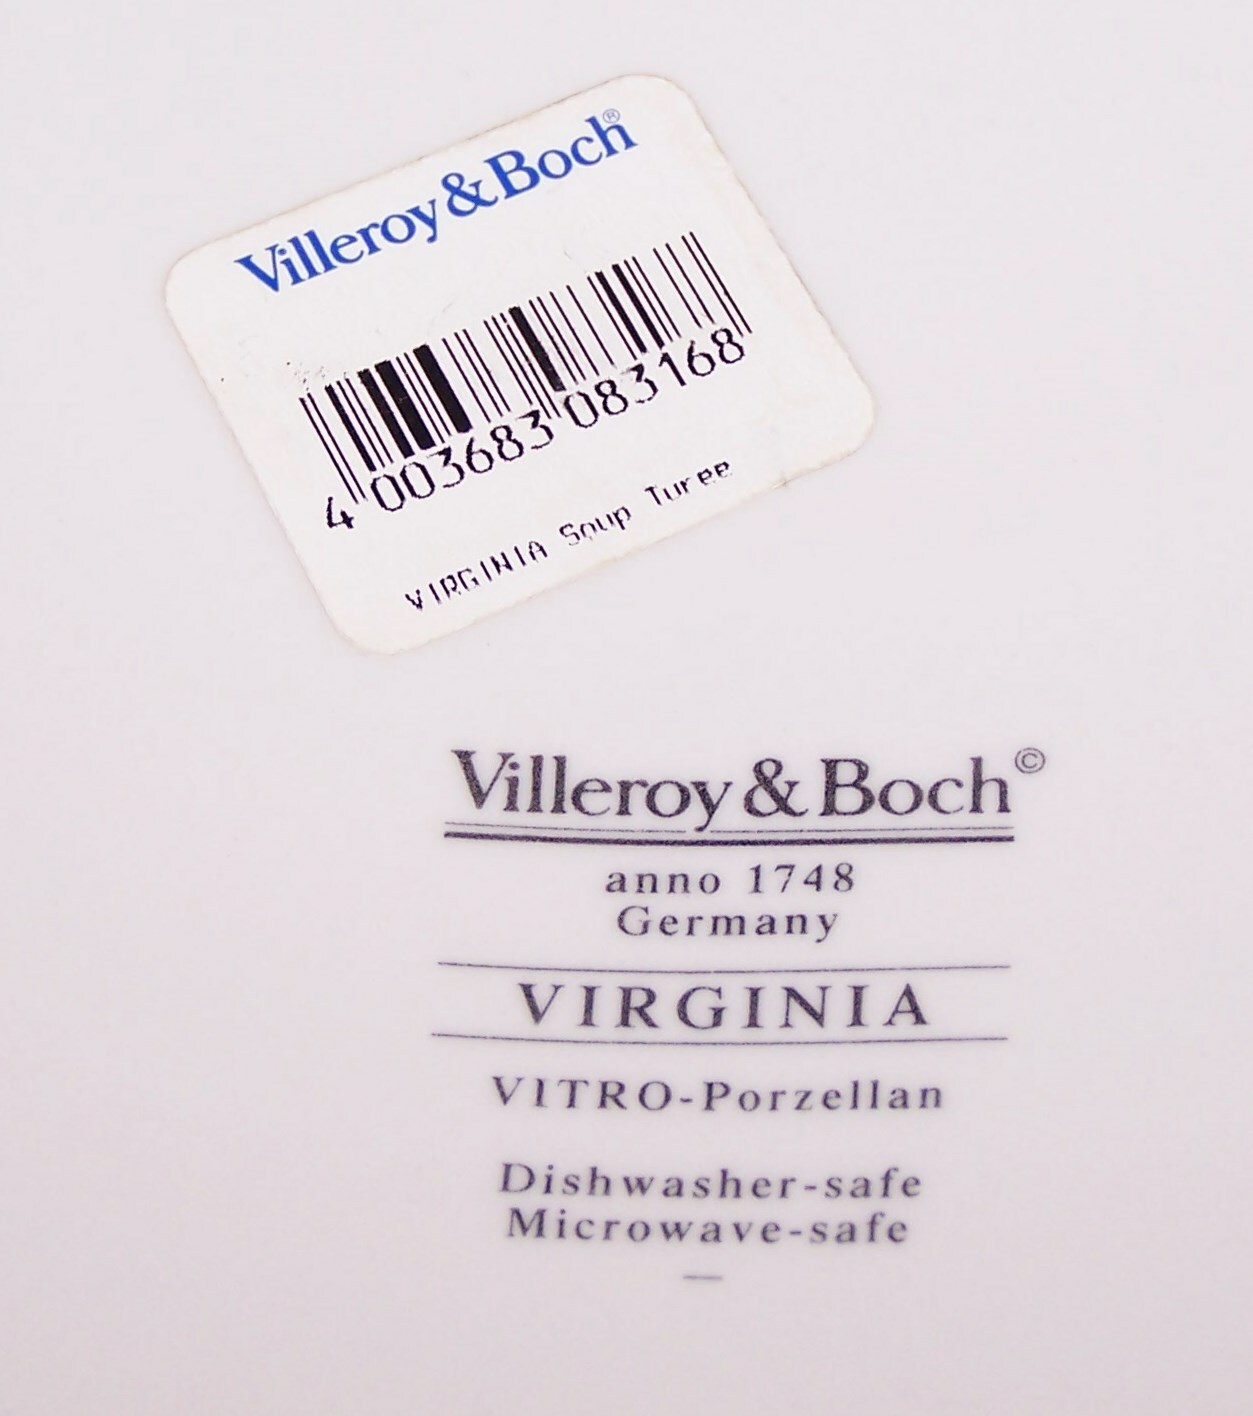 Villeroy & Boch®
4 003683 083168
VIRGINIA Soup Turee
Villeroy & Boch©
anno 1748
Germany
VIRGINIA
VITRO-Porzellan
Dishwasher-safe
Microwave-safe